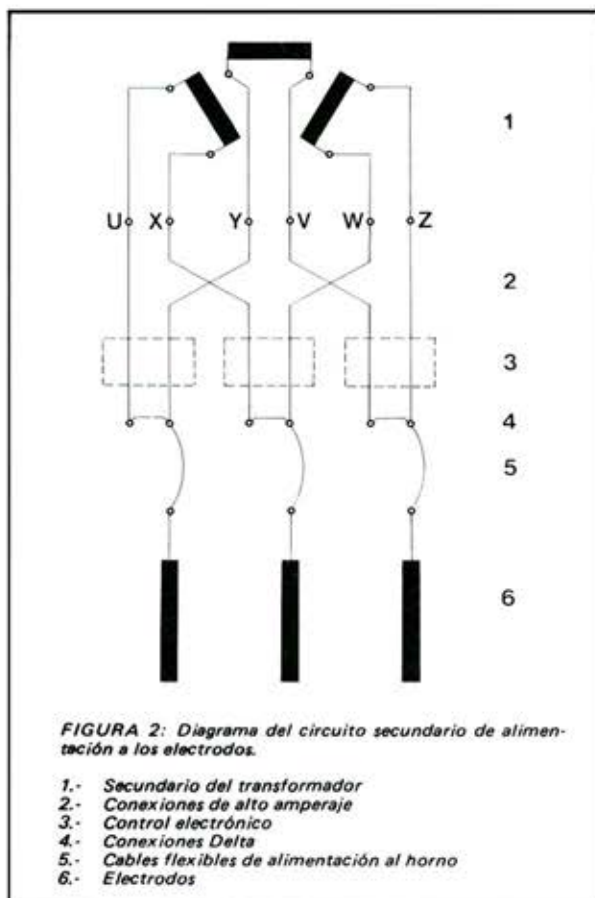 1
U X Y V W Z
2
3
4
5
6
FIGURA 2: Diagrama del circuito secundario de alimen-
tación a los electrodos.
1.- Secundario del transformador
2.- Conexiones de alto amperaje
3.- Control electrónico
4.- Conexiones Delta
5.- Cables flexibles de alimentación al horno
6.- Electrodos